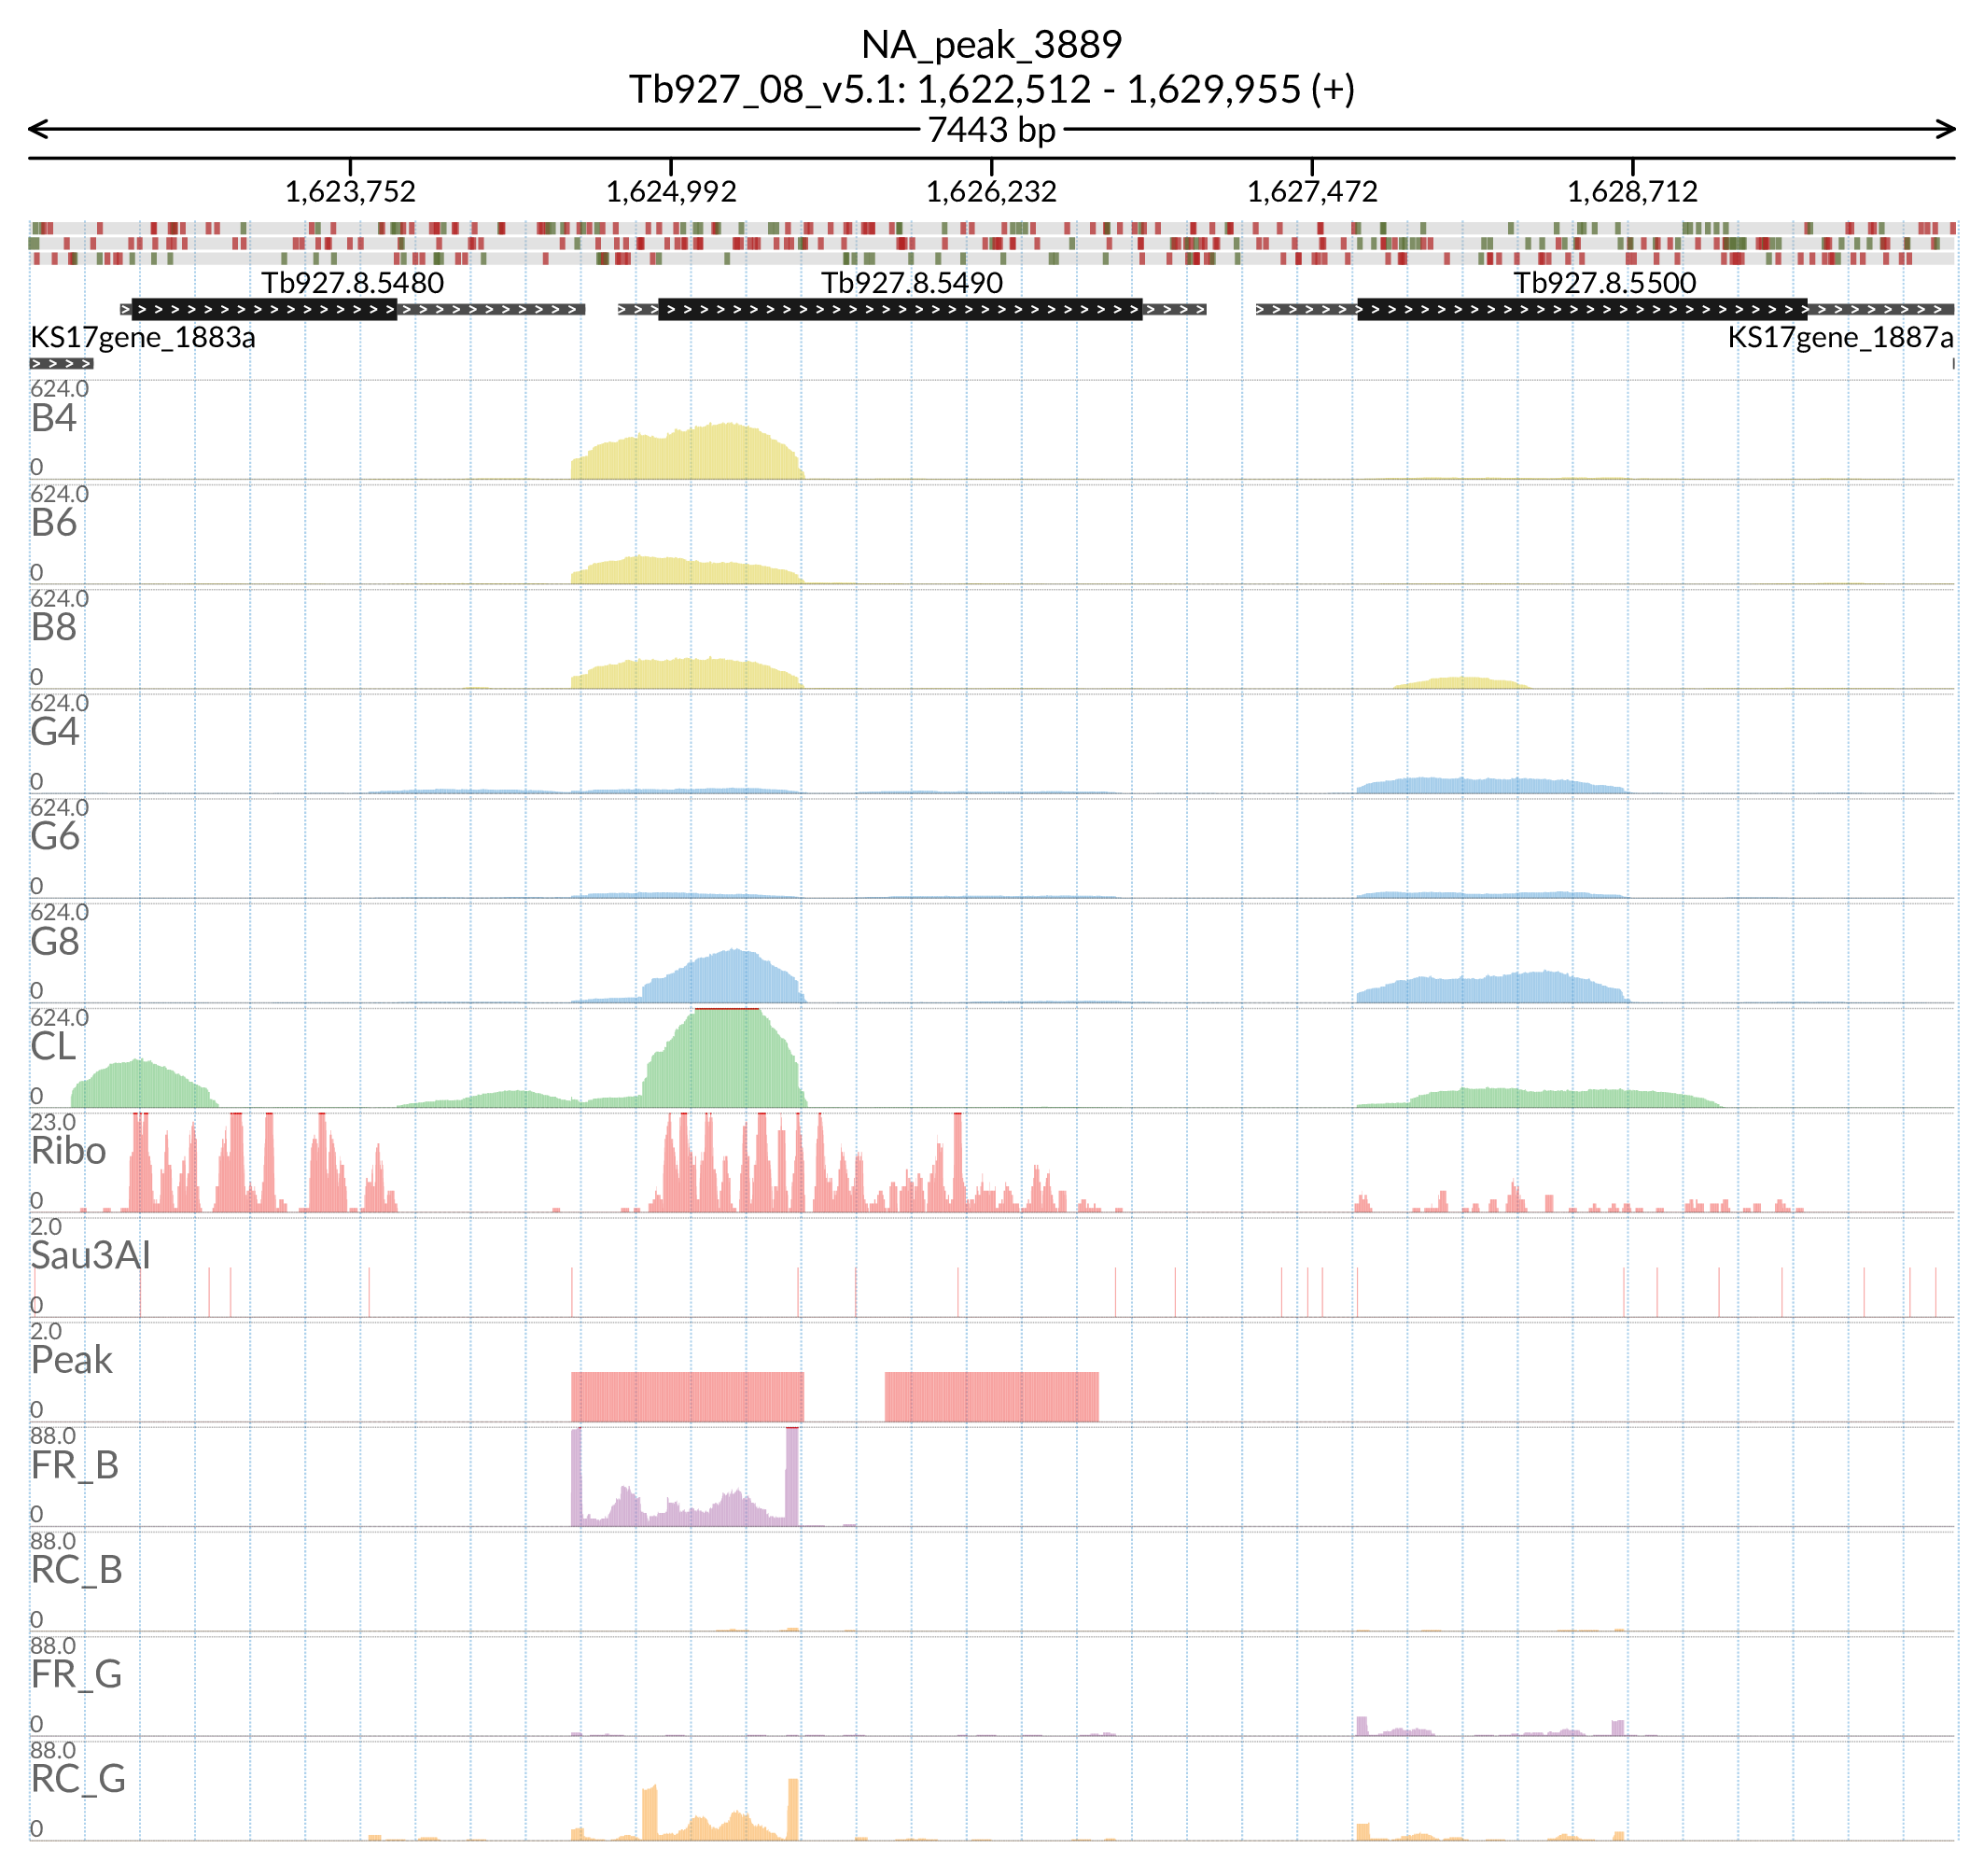 NA_peak_3889
Tb927_08_v5.1: 1,622,512 - 1,629,955 (+)
7443 bp
1,623,752 1,624,992 1,626,232 1,627,472 1,628,712
Tb927.8.5480 Tb927.8.5490 Tb927.8.5500
KS17gene_1883a KS17gene_1887a
624.0
B4
0
624.0
B6
0
624.0
B8
0
624.0
G4
0
624.0
G6
0
624.0
G8
0
624.0
CL
0
23.0
Ribo
0
2.0
Sau3AI
0
2.0
Peak
0
88.0
FR_B
0
88.0
RC_B
0
88.0
FR_G
0
88.0
RC_G
0